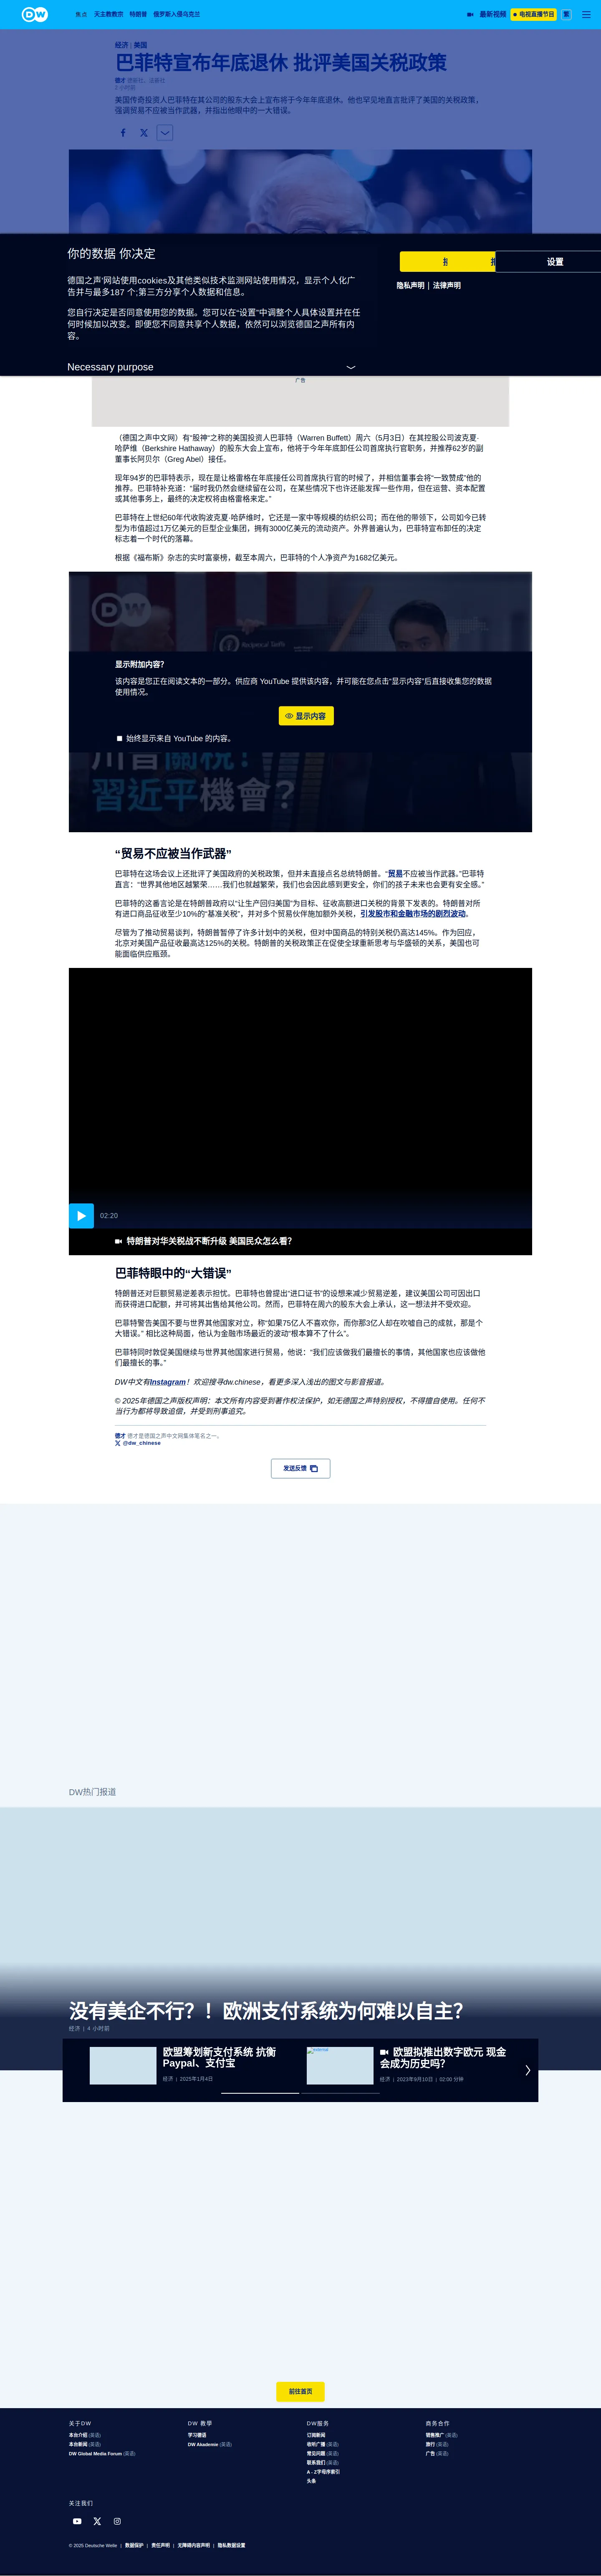 DW
焦点 天主教教宗 特朗普 俄罗斯入侵乌克兰 最新视频 电视直播节目 繁
经济 | 美国
巴菲特宣布年底退休 批评美国关税政策
德才 德新社、法新社
2 小时前
美国传奇投资人巴菲特在其公司的股东大会上宣布将于今年年底退休。他也罕见地直言批评了美国的关税政策，
强调贸易不应被当作武器，并指出他眼中的一大错误。
你的数据 你决定
德国之声'网站使用cookies及其他类似技术监测网站使用情况，显示个人化广
告并与最多187 个;第三方分享个人数据和信息。
您自行决定是否同意使用您的数据。您可以在"设置"中调整个人具体设置并在任
何时候加以改变。即便您不同意共享个人数据，依然可以浏览德国之声所有内
容。
Necessary purpose
设置
隐私声明 | 法律声明
广告
（德国之声中文网）有"股神"之称的美国投资人巴菲特（Warren Buffett）周六（5月3日）在其控股公司波克夏·
哈萨维（Berkshire Hathaway）的股东大会上宣布，他将于今年年底卸任公司首席执行官职务，并推荐62岁的副
董事长阿贝尔（Greg Abel）接任。
现年94岁的巴菲特表示，现在是让格雷格在年底接任公司首席执行官的时候了，并相信董事会将"一致赞成"他的
推荐。巴菲特补充道："届时我仍然会继续留在公司，在某些情况下也许还能发挥一些作用，但在运营、资本配置
或其他事务上，最终的决定权将由格雷格来定。"
巴菲特在上世纪60年代收购波克夏·哈萨维时，它还是一家中等规模的纺织公司；而在他的带领下，公司如今已转
型为市值超过1万亿美元的巨型企业集团，拥有3000亿美元的流动资产。外界普遍认为，巴菲特宣布卸任的决定
标志着一个时代的落幕。
根据《福布斯》杂志的实时富豪榜，截至本周六，巴菲特的个人净资产为1682亿美元。
DW
Reciprocal Tariffs
显示附加内容？
该内容是您正在阅读文本的一部分。供应商 YouTube 提供该内容，并可能在您点击"显示内容"后直接收集您的数据
使用情况。
显示内容
始终显示来自 YouTube 的内容。
川普關稅
習近平機會？
“贸易不应被当作武器”
巴菲特在这场会议上还批评了美国政府的关税政策，但并未直接点名总统特朗普。"贸易不应被当作武器。"巴菲特
直言："世界其他地区越繁荣……我们也就越繁荣，我们也会因此感到更安全，你们的孩子未来也会更有安全感。"
巴菲特的这番言论是在特朗普政府以"让生产回归美国"为目标、征收高额进口关税的背景下发表的。特朗普对所
有进口商品征收至少10%的"基准关税"，并对多个贸易伙伴施加额外关税，引发股市和金融市场的剧烈波动。
尽管为了推动贸易谈判，特朗普暂停了许多计划中的关税，但对中国商品的特别关税仍高达145%。作为回应，
北京对美国产品征收最高达125%的关税。特朗普的关税政策正在促使全球重新思考与华盛顿的关系，美国也可
能面临供应瓶颈。
02:20
特朗普对华关税战不断升级 美国民众怎么看？
巴菲特眼中的“大错误”
特朗普还对巨额贸易逆差表示担忧。巴菲特也曾提出"进口证书"的设想来减少贸易逆差，建议美国公司可因出口
而获得进口配额，并可将其出售给其他公司。然而，巴菲特在周六的股东大会上承认，这一想法并不受欢迎。
巴菲特警告美国不要与世界其他国家对立，称"如果75亿人不喜欢你，而你那3亿人却在吹嘘自己的成就，那是个
大错误。" 相比这种局面，他认为金融市场最近的波动"根本算不了什么"。
巴菲特同时敦促美国继续与世界其他国家进行贸易，他说："我们应该做我们最擅长的事情，其他国家也应该做他
们最擅长的事。"
DW中文有Instagram！欢迎搜寻dw.chinese，看更多深入浅出的图文与影音报道。
© 2025年德国之声版权声明：本文所有内容受到著作权法保护，如无德国之声特别授权，不得擅自使用。任何不
当行为都将导致追偿，并受到刑事追究。
德才 德才是德国之声中文网集体笔名之一。
@dw_chinese
发送反馈
DW热门报道
没有美企不行？！欧洲支付系统为何难以自主？
经济 | 4 小时前
欧盟筹划新支付系统 抗衡
Paypal、支付宝
经济 | 2025年1月4日
欧盟拟推出数字欧元 现金
会成为历史吗？
经济 | 2023年9月10日 | 02:00 分钟
前往首页
关于DW
本台介绍 (英语)
本台新闻 (英语)
DW Global Media Forum (英语)
DW 教學
学习德语
DW Akademie (英语)
DW服务
订阅新闻
收听广播 (英语)
常见问题 (英语)
联系我们 (英语)
A - Z字母序索引
头条
商务合作
销售推广 (英语)
旅行 (英语)
广告 (英语)
关注我们
© 2025 Deutsche Welle | 数据保护 | 责任声明 | 无障碍内容声明 | 隐私数据设置